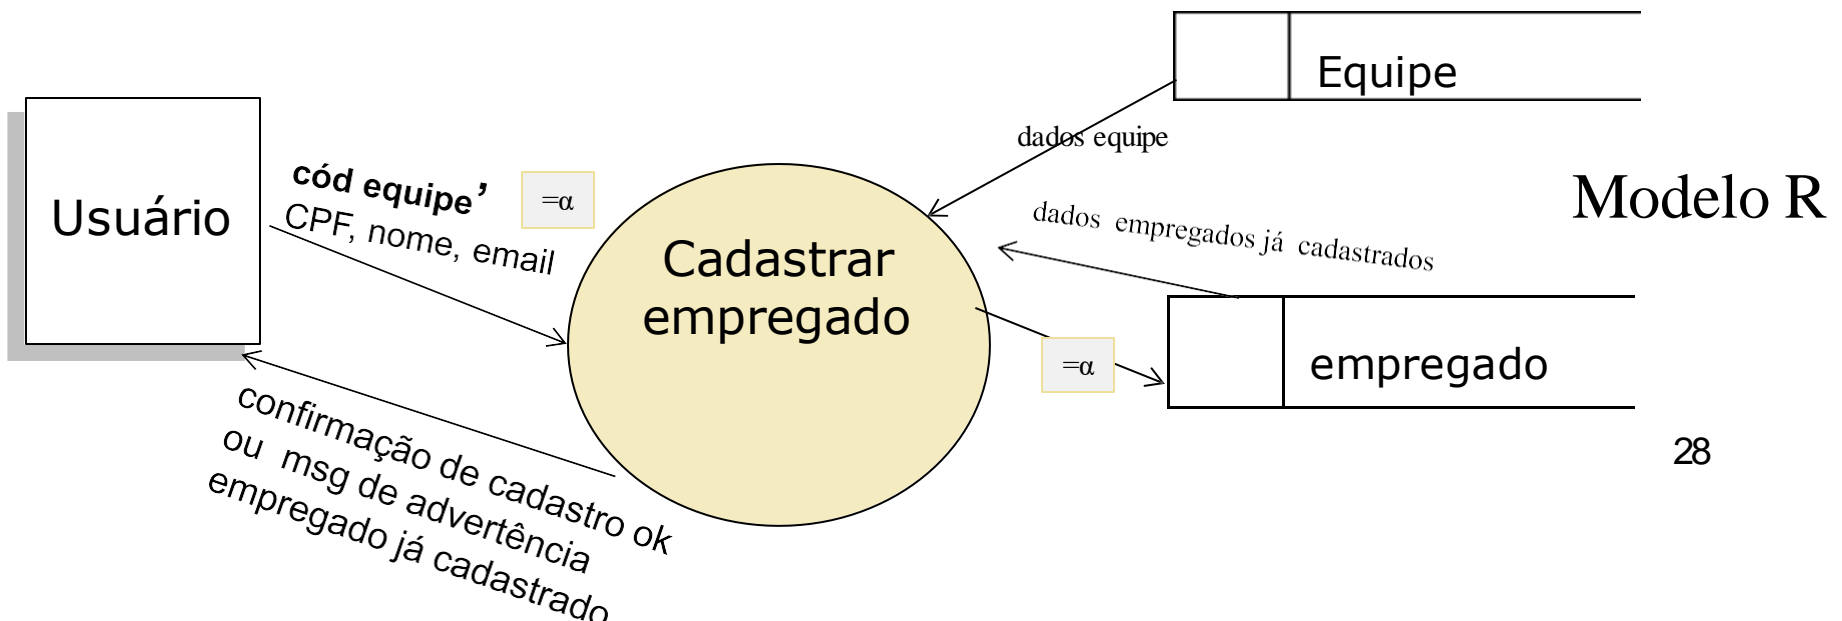 Equipe
dados equipe
Usuário
cód equipe’
CPF, nome, email
=α
Cadastrar
empregado
dados empregados já cadastrados
Modelo R
=α
empregado
confirmação de cadastro ok
ou msg de advertência
empregado já cadastrado
28